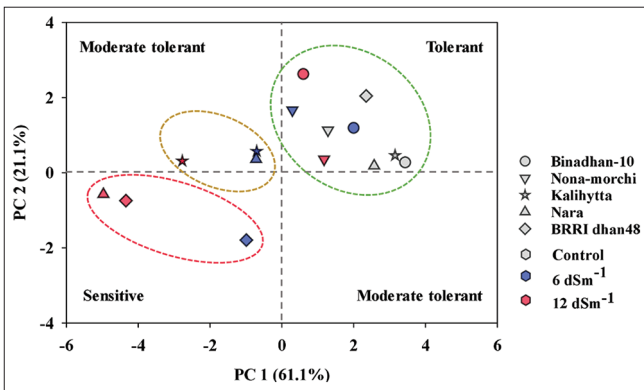 4
Moderate tolerant
Tolerant
2
PC 2 (21.1%)
0
-2
Sensitive
Moderate tolerant
-4
-6
-4
-2
0
2
4
6
PC 1 (61.1%)
Binadhan-10
Nona-morchi
Kalihytta
Nara
BRRI dhan48
Control
6 dSm⁻¹
12 dSm⁻¹